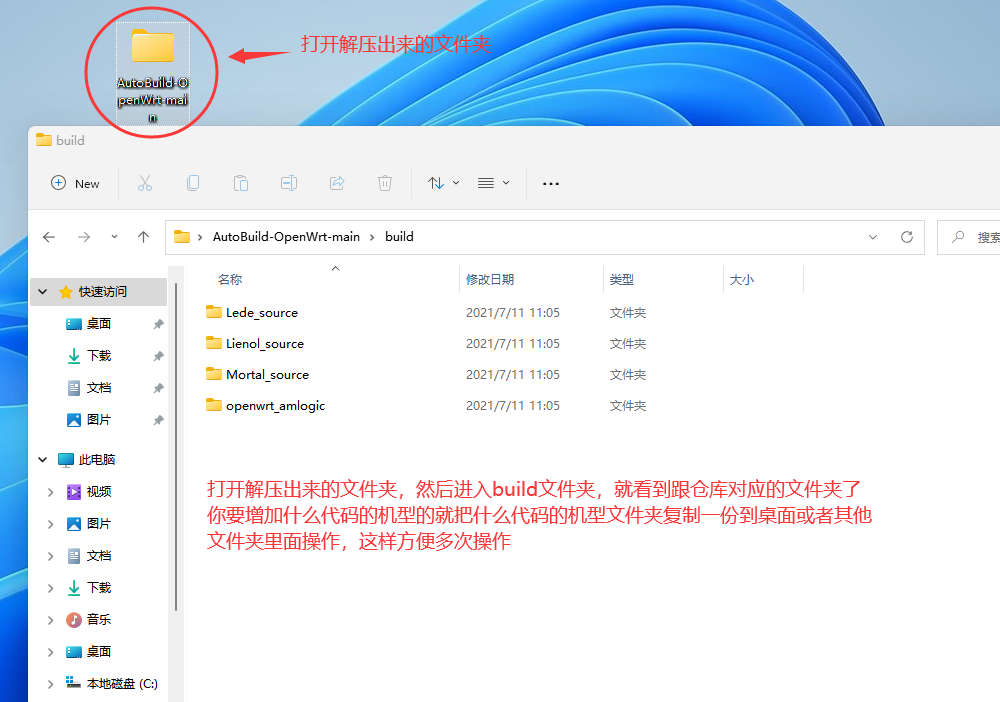 打开解压出来的文件夹
AutoBuild-O
penWrt-mai
n
build
New
AutoBuild-OpenWrt-main
build
搜索
名称
修改日期
类型
大小
快速访问
桌面
下载
文档
图片
此电脑
视频
图片
文档
下载
音乐
桌面
本地磁盘 (C:)
Lede_source 2021/7/11 11:05 文件夹
Lienol_source 2021/7/11 11:05 文件夹
Mortal_source 2021/7/11 11:05 文件夹
openwrt_amlogic 2021/7/11 11:05 文件夹
打开解压出来的文件夹，然后进入build文件夹，就看到跟仓库对应的文件夹了
你要增加什么代码的机型的就把什么代码的机型文件夹复制一份到桌面或者其他
文件夹里面操作，这样方便多次操作